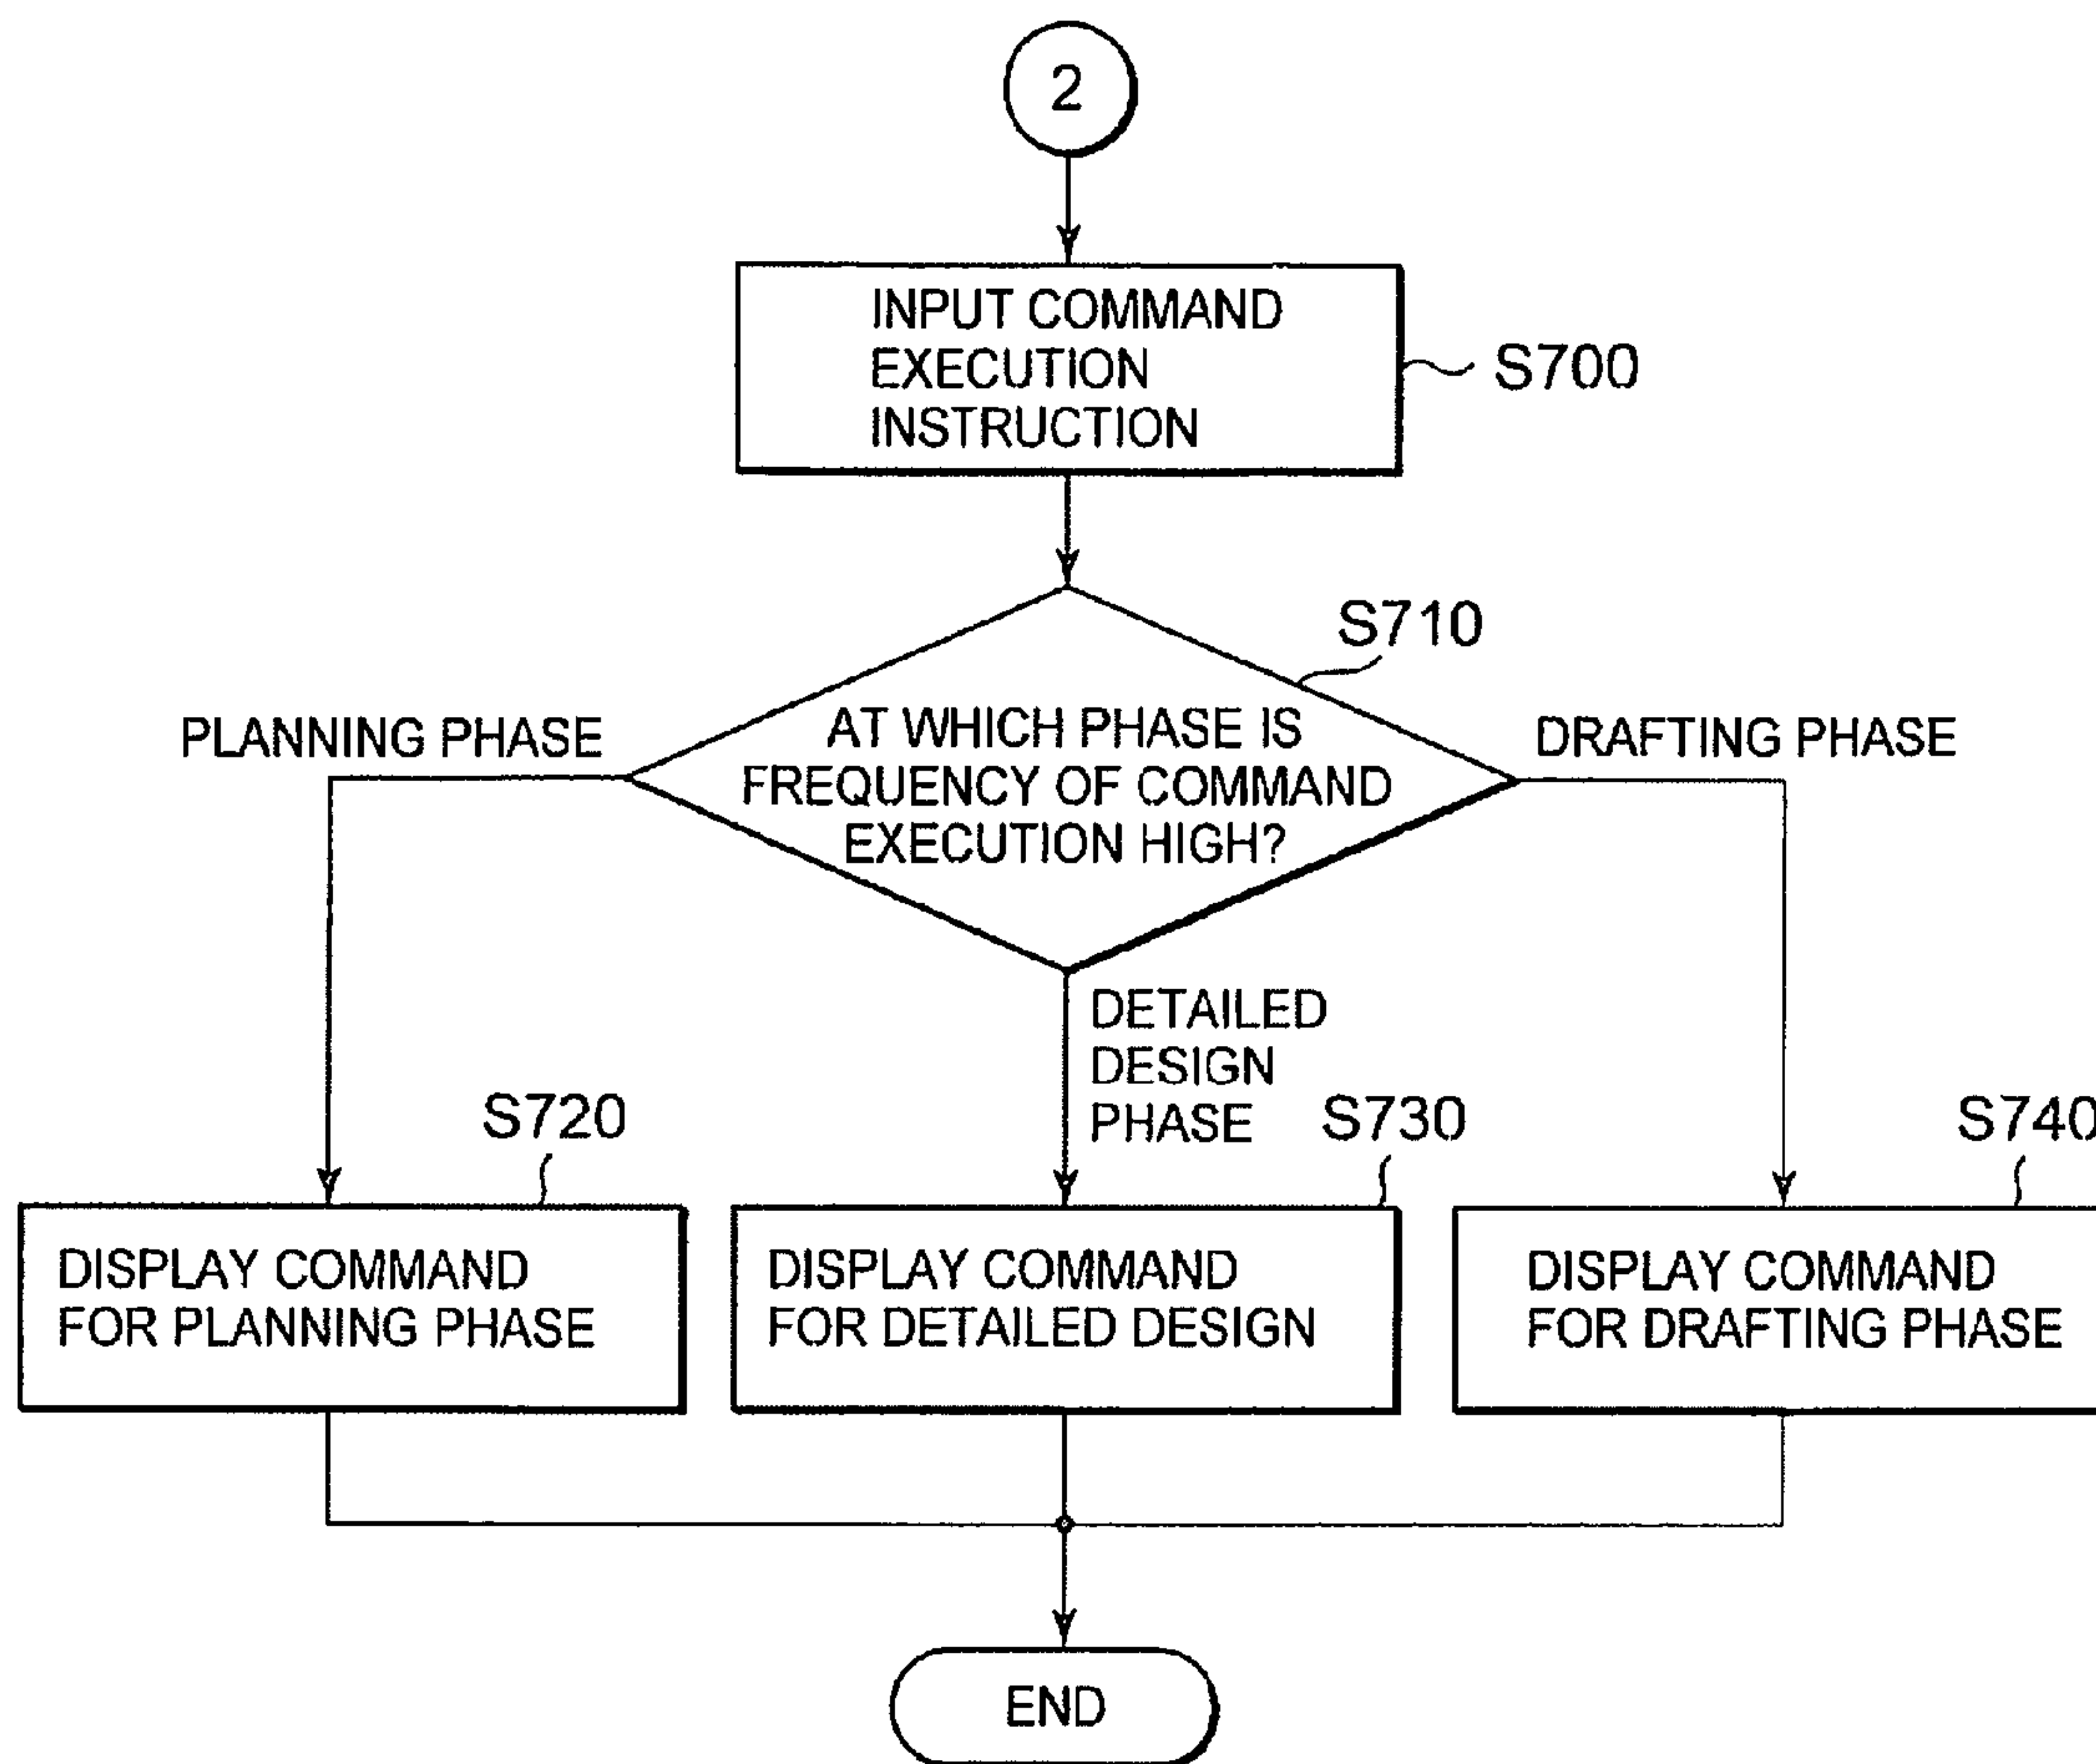 2
INPUT COMMAND
EXECUTION
INSTRUCTION
S700
S710
AT WHICH PHASE IS
FREQUENCY OF COMMAND
EXECUTION HIGH?
PLANNING PHASE
DRAFTING PHASE
DETAILED
DESIGN
PHASE
S720
DISPLAY COMMAND
FOR PLANNING PHASE
S730
DISPLAY COMMAND
FOR DETAILED DESIGN
S740
DISPLAY COMMAND
FOR DRAFTING PHASE
END